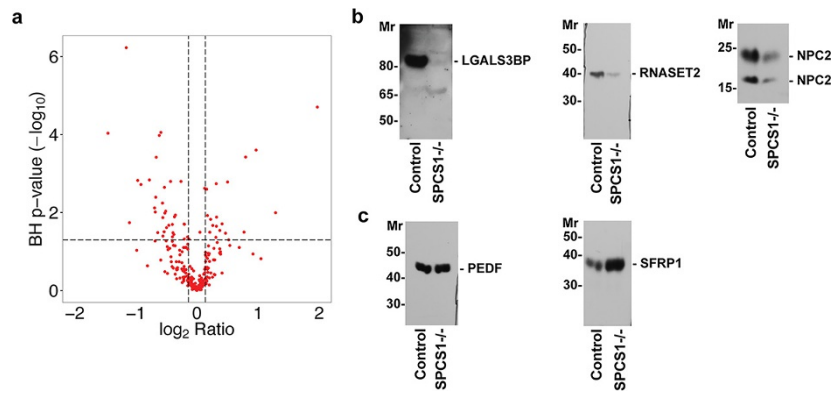 a
BH p-value (-log10)
6
4
2
0
-2 -1 0 1 2
log2 Ratio
b
Mr
80-
65-
50-
- LGALS3BP
Control
SPCS1-/-
Mr
50-
40-
30-
- RNASET2
Control
SPCS1-/-
Mr
25-
15-
- NPC2
- NPC2
Control
SPCS1-/-
c
Mr
50-
40-
30-
- PEDF
Control
SPCS1-/-
Mr
50-
40-
30-
- SFRP1
Control
SPCS1-/-